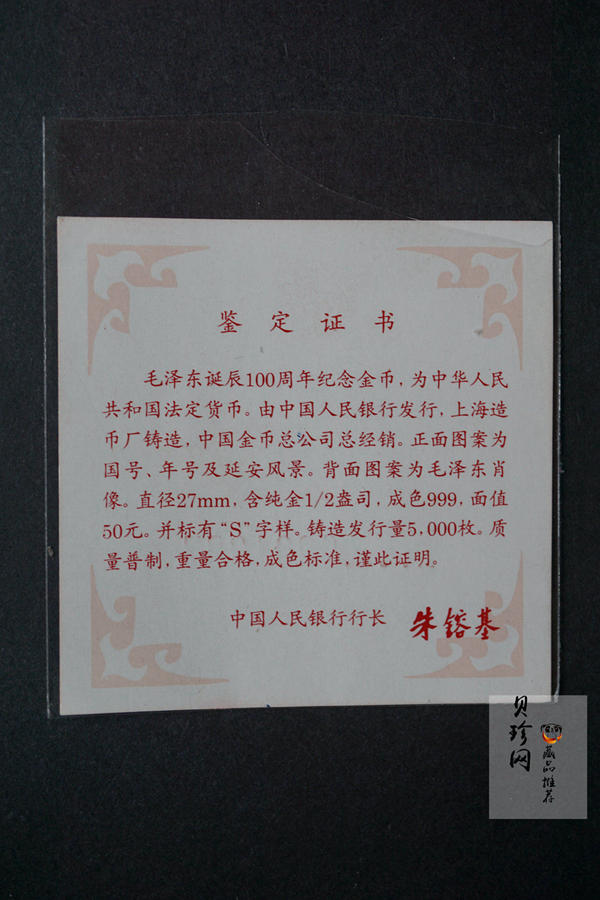 鉴定证书
毛泽东诞辰100周年纪念金币，为中华人民
共和国法定货币。由中国人民银行发行，上海造
币厂铸造，中国金币总公司总经销。正面图案为
国号、年号及延安风景。背面图案为毛泽东肖
像。直径27mm，含纯金1/2盎司，成色999，面值
50元。并标有“S”字样。铸造发行量5,000枚。质
量普制，重量合格，成色标准，谨此证明。
中国人民银行行长 朱镕基
贝珍网
藏品推荐